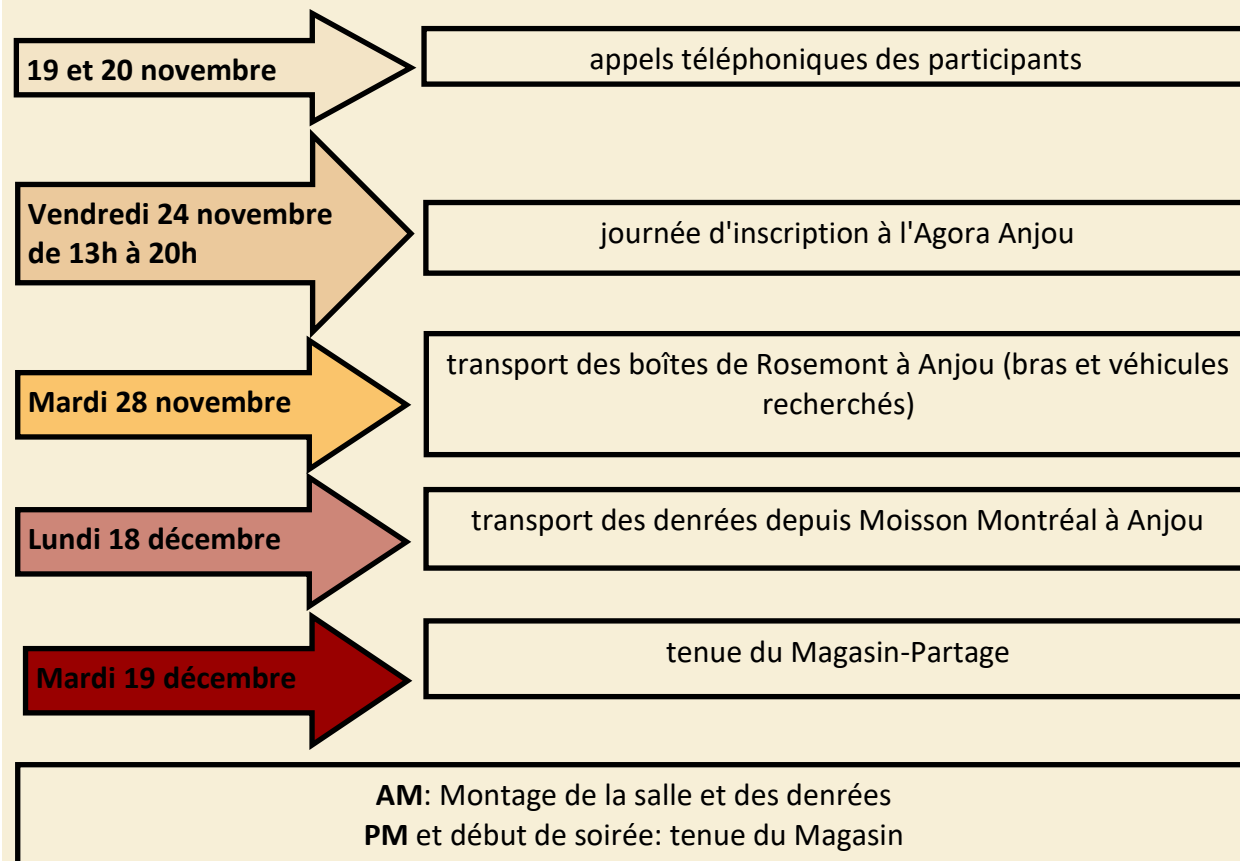 19 et 20 novembre
appels téléphoniques des participants
Vendredi 24 novembre
de 13h à 20h
journée d'inscription à l'Agora Anjou
Mardi 28 novembre
transport des boîtes de Rosemont à Anjou (bras et véhicules
recherchés)
Lundi 18 décembre
transport des denrées depuis Moisson Montréal à Anjou
Mardi 19 décembre
tenue du Magasin-Partage
AM: Montage de la salle et des denrées
PM et début de soirée: tenue du Magasin